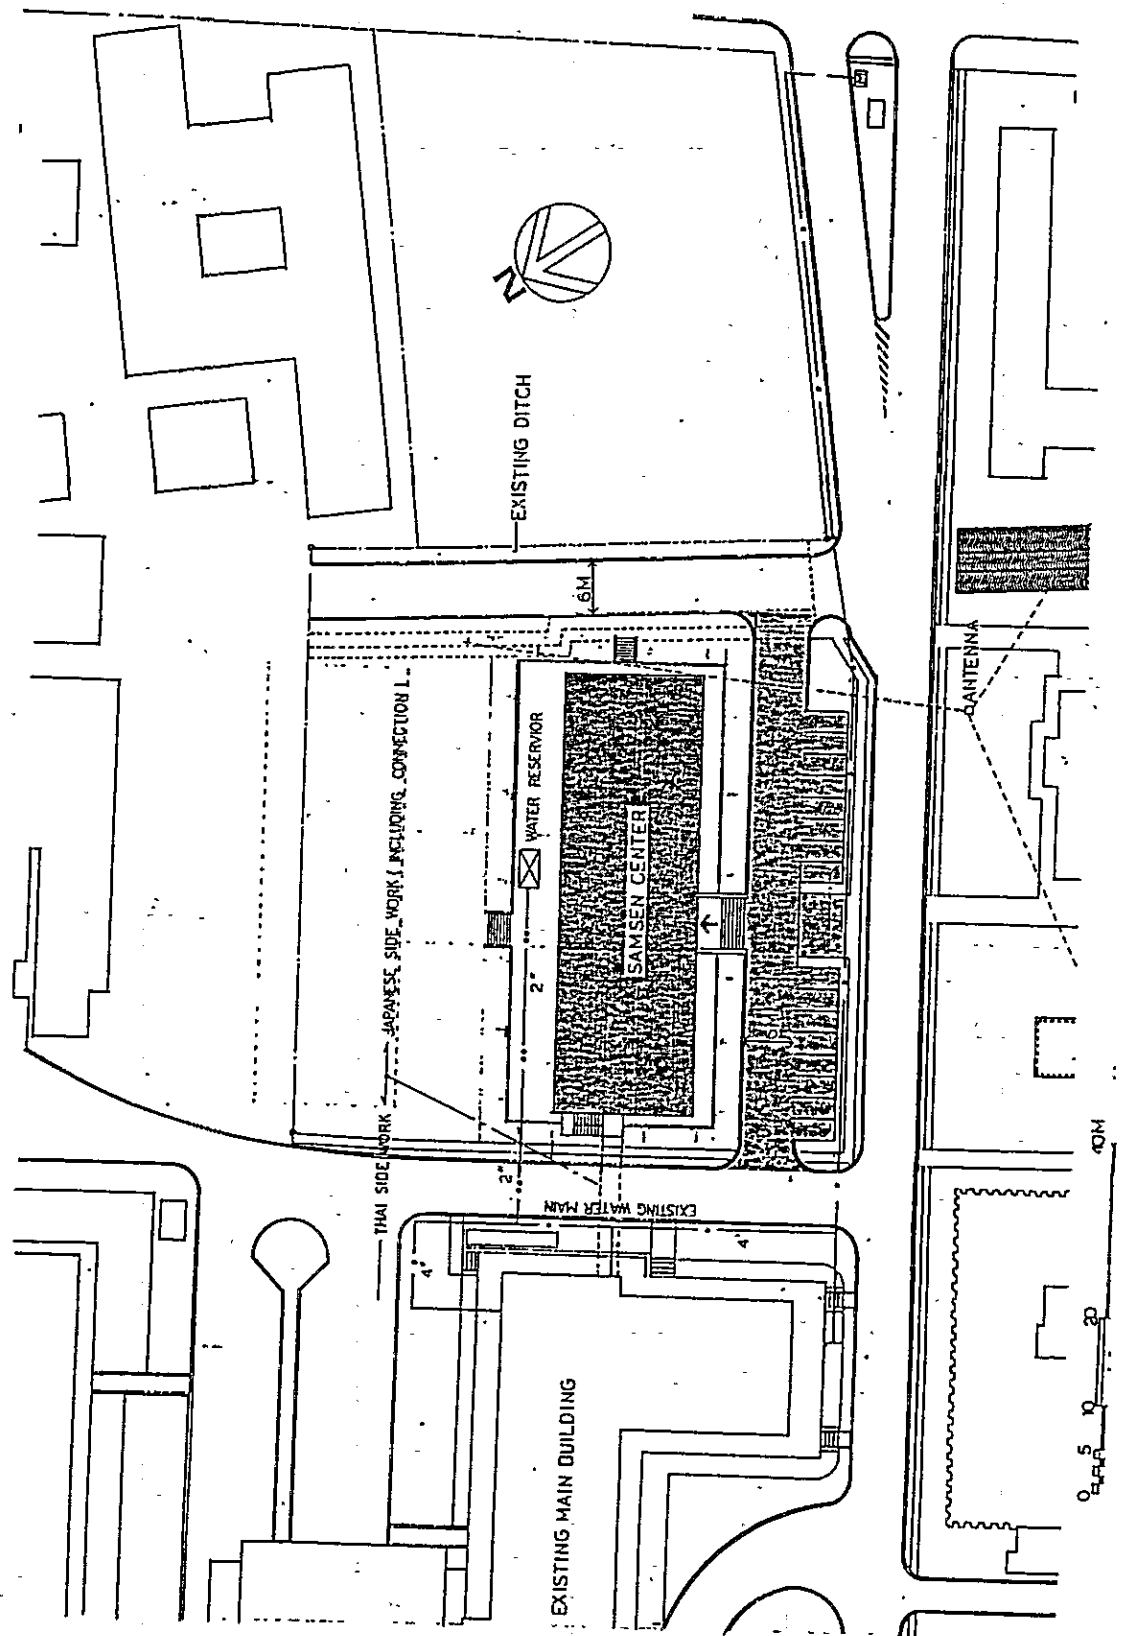 N
EXISTING DITCH
6M
ANTENNA
WATER RESERVIOR
SAMSEN CENTER
2"
THAI SIDE WORK
JAPANESE SIDE WORK ( INCLUDING CONNECTION )
2"
EXISTING WATER MAIN
4"
4"
EXISTING MAIN BUILDING
0 5 10 20 40M